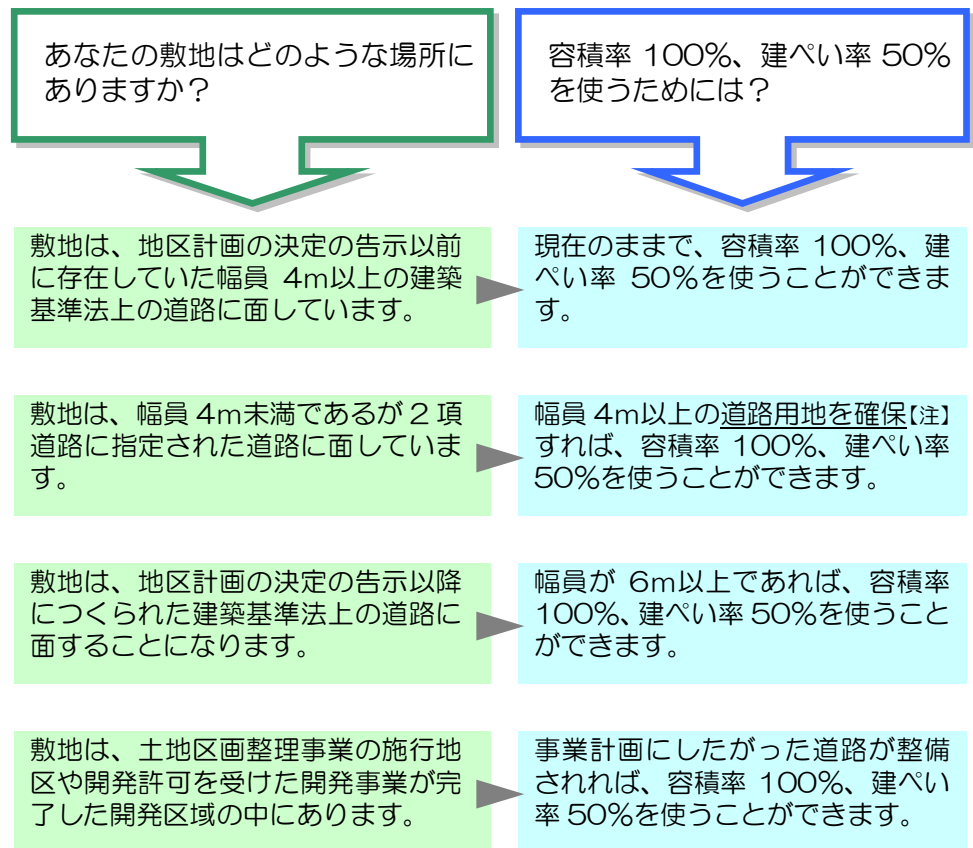 あなたの敷地はどのような場所に
ありますか？
容積率 100％、建ぺい率 50％
を使うためには？
敷地は、地区計画の決定の告示以前
に存在していた幅員 4m以上の建築
基準法上の道路に面しています。
現在のままで、容積率 100％、建
ぺい率 50％を使うことができま
す。
敷地は、幅員 4m未満であるが 2 項
道路に指定された道路に面していま
す。
幅員 4m以上の道路用地を確保【注】
すれば、容積率 100％、建ぺい率
50％を使うことができます。
敷地は、地区計画の決定の告示以降
につくられた建築基準法上の道路に
面することになります。
幅員が 6m以上であれば、容積率
100％、建ぺい率 50％を使うこと
ができます。
敷地は、土地区画整理事業の施行地
区や開発許可を受けた開発事業が完
了した開発区域の中にあります。
事業計画にしたがった道路が整備
されれば、容積率 100％、建ぺい
率 50％を使うことができます。